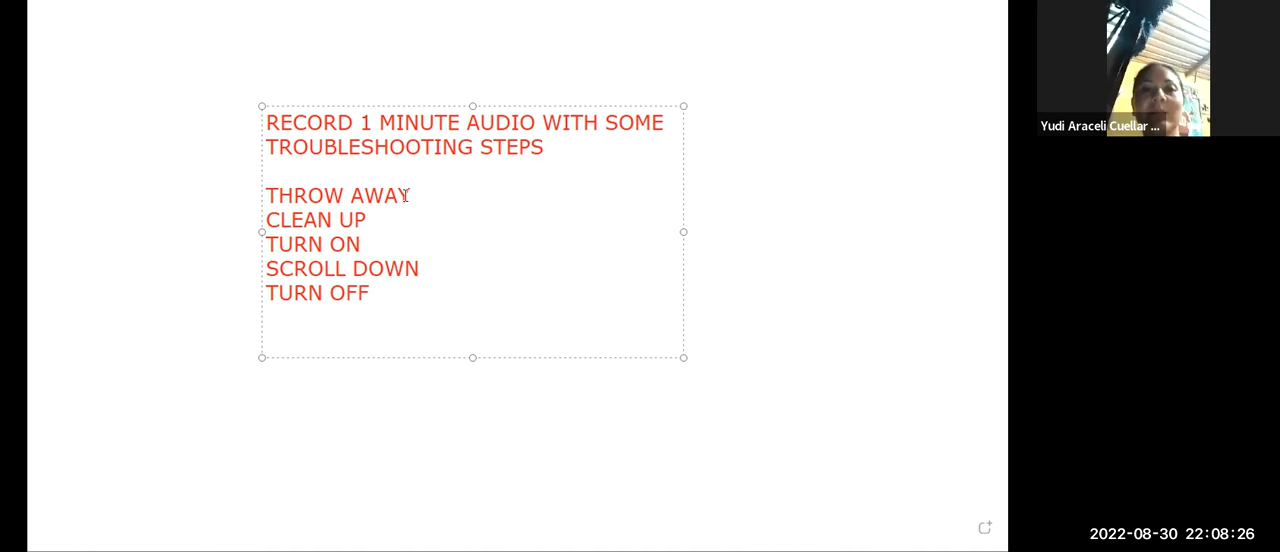 RECORD 1 MINUTE AUDIO WITH SOME
TROUBLESHOOTING STEPS
THROW AWAY
CLEAN UP
TURN ON
SCROLL DOWN
TURN OFF
Yudi Araceli Cuellar ...
2022-08-30 22:08:26